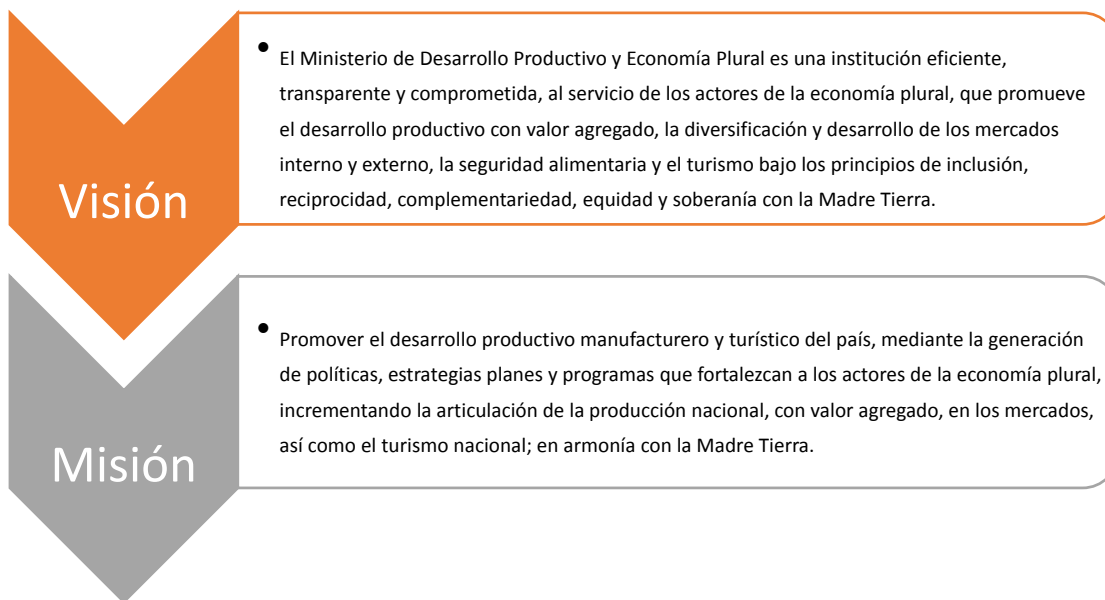 Visión
• El Ministerio de Desarrollo Productivo y Economía Plural es una institución eficiente,
transparente y comprometida, al servicio de los actores de la economía plural, que promueve
el desarrollo productivo con valor agregado, la diversificación y desarrollo de los mercados
interno y externo, la seguridad alimentaria y el turismo bajo los principios de inclusión,
reciprocidad, complementariedad, equidad y soberanía con la Madre Tierra.
Misión
• Promover el desarrollo productivo manufacturero y turístico del país, mediante la generación
de políticas, estrategias planes y programas que fortalezcan a los actores de la economía plural,
incrementando la articulación de la producción nacional, con valor agregado, en los mercados,
así como el turismo nacional; en armonía con la Madre Tierra.